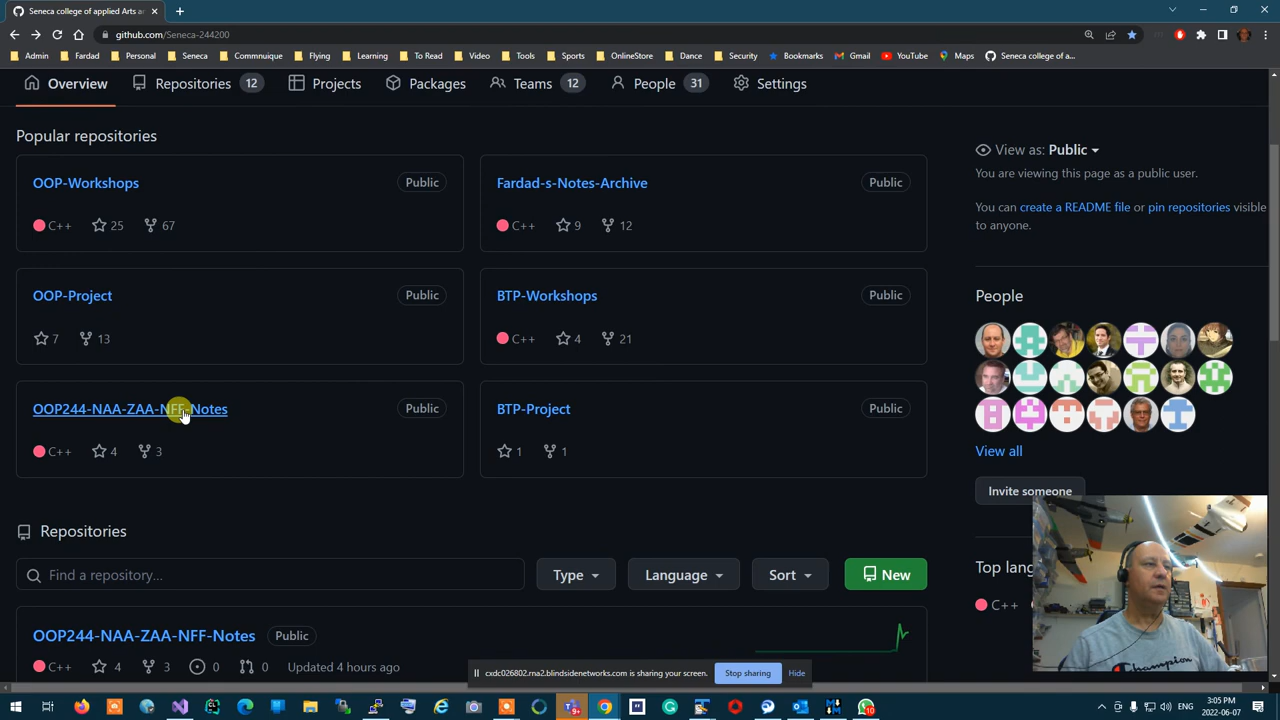 Seneca college of applied Arts a
github.com/Seneca-244200
Admin Fardad Personal Seneca Commnuique Flying Learning To Read Video Tools Sports OnlineStore Dance Security Bookmarks Gmail YouTube Maps Seneca college of a...
Overview Repositories 12 Projects Packages Teams 12 People 31 Settings
Popular repositories
OOP-Workshops Public
C++ 25 67
Fardad-s-Notes-Archive Public
C++ 9 12
OOP-Project Public
7 13
BTP-Workshops Public
C++ 4 21
OOP244-NAA-ZAA-NFF-Notes Public
C++ 4 3
BTP-Project Public
1 1
Repositories
Find a repository...
Type Language Sort New
OOP244-NAA-ZAA-NFF-Notes Public
C++ 4 3 0 0 Updated 4 hours ago
View as: Public
You are viewing this page as a public user.
You can create a README file or pin repositories visible
to anyone.
People
View all
Invite someone
Top lang
C++
Champion
cxdc026802.rna2.blindsidenetworks.com is sharing your screen. Stop sharing Hide
ENG 3:05 PM
2022-06-07